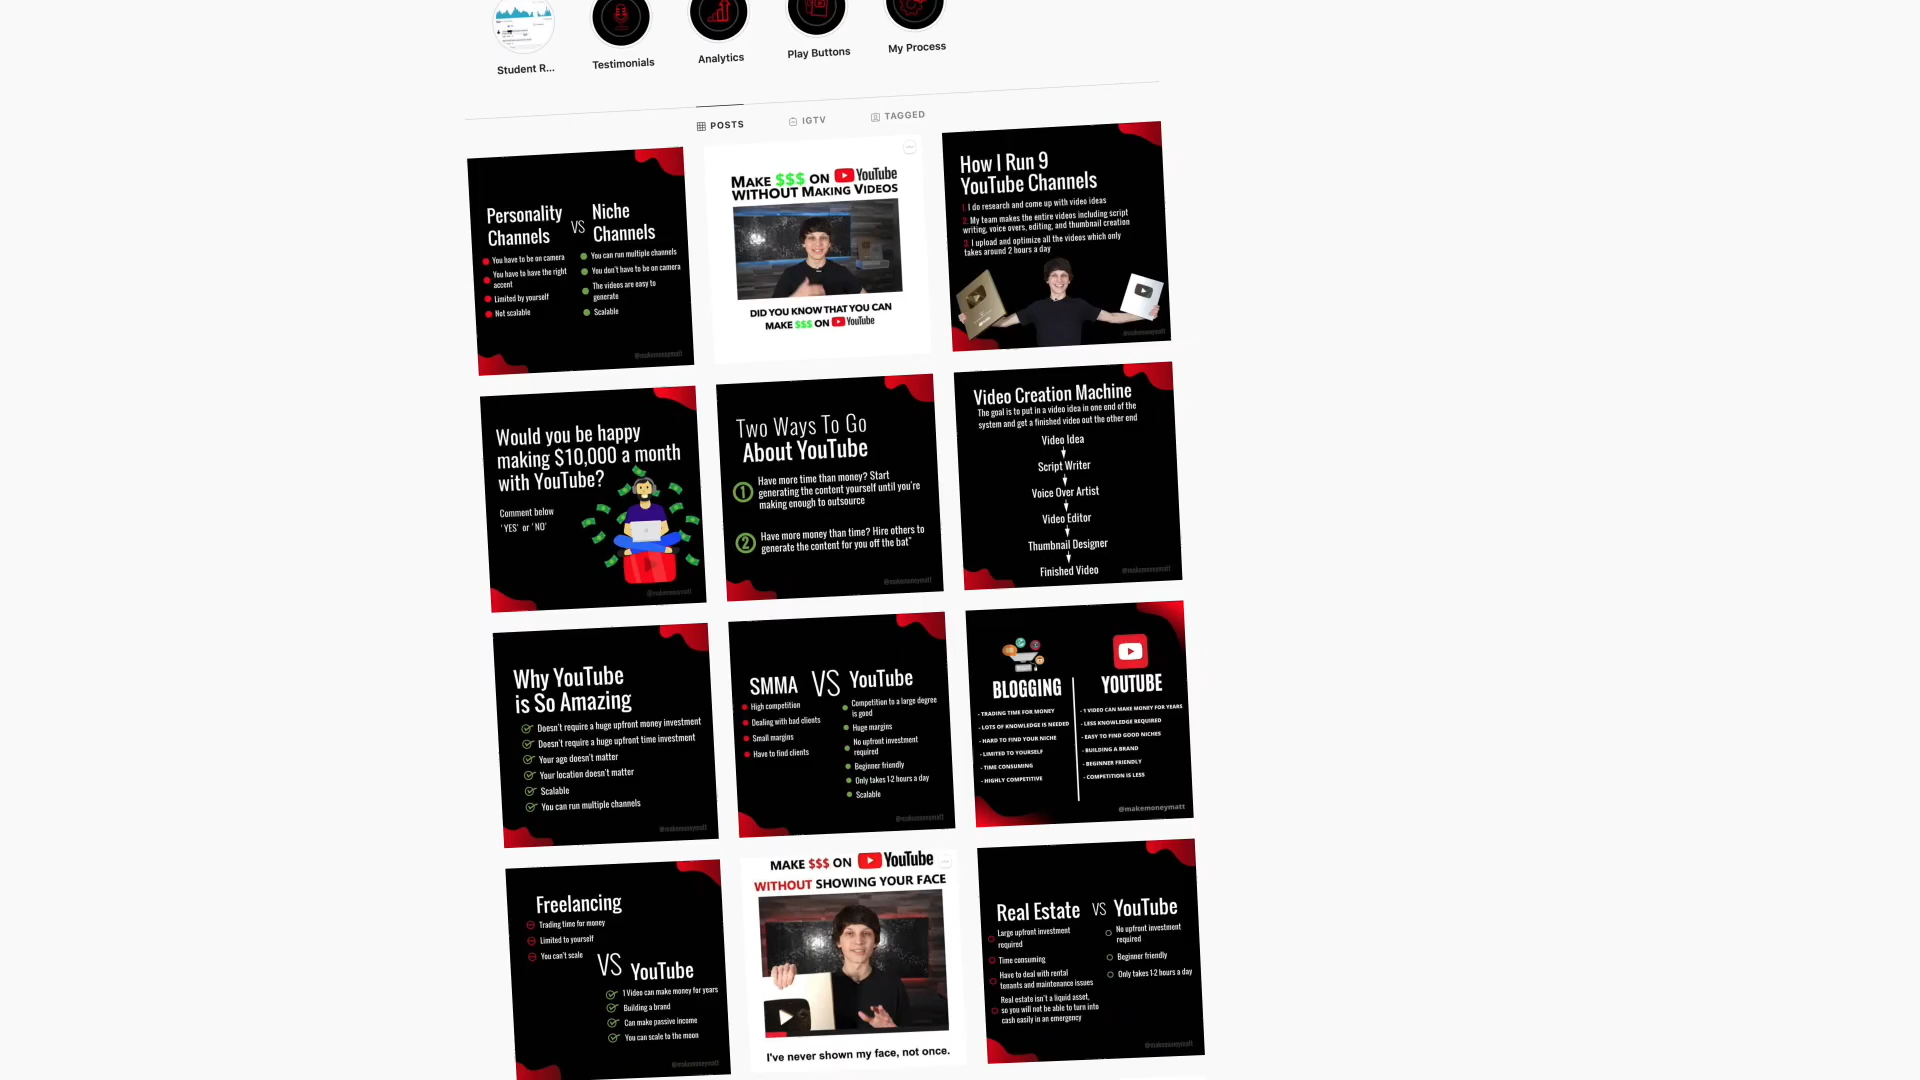 Student R...
Testimonials
Analytics
Play Buttons
My Process
POSTS
IGTV
TAGGED
Personality
Channels
VS
Niche
Channels
You have to be on camera
You have to have the right
accent
Limited by yourself
Not scalable
You can run multiple channels
You don't have to be on camera
The videos are easy to
generate
Scalable
@makemoneymatt
MAKE $$$ ON YouTube
WITHOUT MAKING VIDEOS
DID YOU KNOW THAT YOU CAN
MAKE $$$ ON YouTube
How I Run 9
YouTube Channels
1. I do research and come up with video ideas
2. My team makes the entire videos including script
writing, voice overs, editing, and thumbnail creation
3. I upload and optimize all the videos which only
takes around 2 hours a day
@makemoneymatt
Would you be happy
making $10,000 a month
with YouTube?
Comment below
'YES' or 'NO'
@makemoneymatt
Two Ways To Go
About YouTube
1 Have more time than money? Start
generating the content yourself until you're
making enough to outsource
2 Have more money than time? Hire others to
generate the content for you off the bat"
@makemoneymatt
Video Creation Machine
The goal is to put in a video idea in one end of the
system and get a finished video out the other end
Video Idea
Script Writer
Voice Over Artist
Video Editor
Thumbnail Designer
Finished Video
@makemoneymatt
Why YouTube
is So Amazing
Doesn't require a huge upfront money investment
Doesn't require a huge upfront time investment
Your age doesn't matter
Your location doesn't matter
Scalable
You can run multiple channels
@makemoneymatt
SMMA VS YouTube
High competition
Dealing with bad clients
Small margins
Have to find clients
Competition to a large degree
is good
Huge margins
No upfront investment
required
Beginner friendly
Only takes 1-2 hours a day
Scalable
@makemoneymatt
BLOGGING
- TRADING TIME FOR MONEY
- LOTS OF KNOWLEDGE IS NEEDED
- HARD TO FIND YOUR NICHE
- LIMITED TO YOURSELF
- TIME CONSUMING
- HIGHLY COMPETITIVE
YOUTUBE
- 1 VIDEO CAN MAKE MONEY FOR YEARS
- LESS KNOWLEDGE REQUIRED
- EASY TO FIND GOOD NICHES
- BUILDING A BRAND
- BEGINNER FRIENDLY
- COMPETITION IS LESS
@makemoneymatt
Freelancing
Trading time for money
Limited to yourself
You can't scale
VS YouTube
1 Video can make money for years
Building a brand
Can make passive income
You can scale to the moon
@makemoneymatt
MAKE $$$ ON YouTube
WITHOUT SHOWING YOUR FACE
I've never shown my face, not once.
Real Estate VS YouTube
Large upfront investment
required
Time consuming
Have to deal with rental
tenants and maintenance issues
Real estate isn't a liquid asset,
so you will not be able to turn into
cash easily in an emergency
No upfront investment
required
Beginner friendly
Only takes 1-2 hours a day
@makemoneymatt